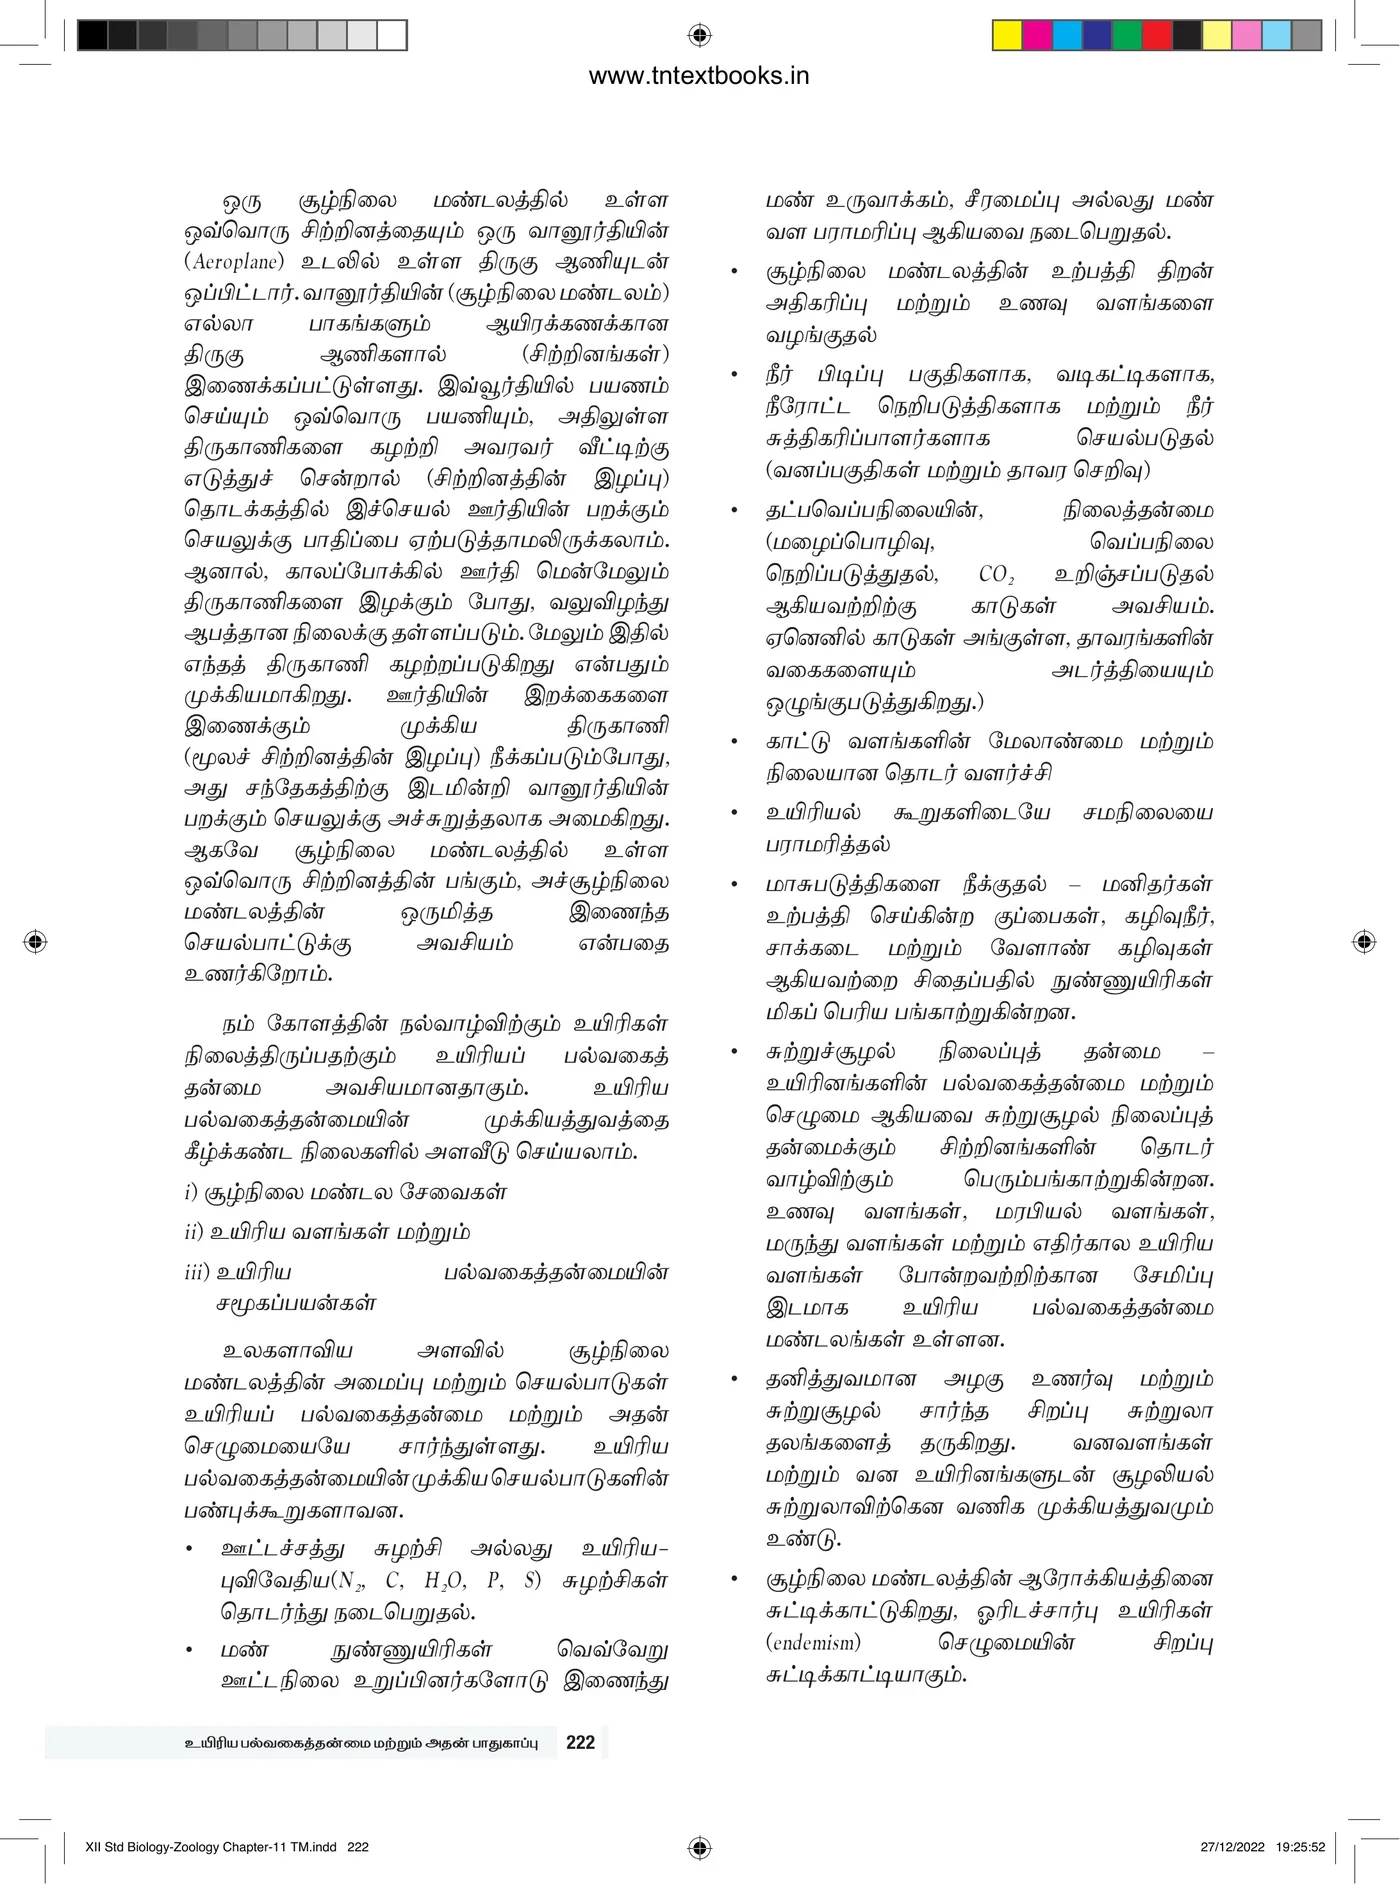 www.tntextbooks.in
ஒரு சூழ்நிலை மண்டலத்தில் உள்ள
ஒவ்வொரு சிற்றினத்தையும் ஒரு வானூர்தியின்
(Aeroplane) உடலில் உள்ள திருகு ஆணியுடன்
ஒப்பிட்டார். வானூர்தியின் (சூழ்நிலை மண்டலம்)
எல்லா பாகங்களும் ஆயிரக்கணக்கான
திருகு ஆணிகளால் (சிற்றினங்கள்)
இணைக்கப்பட்டுள்ளது. இவ்வூர்தியில் பயணம்
செய்யும் ஒவ்வொரு பயணியும், அதிலுள்ள
திருகாணிகளை கழற்றி அவரவர் வீட்டிற்கு
எடுத்துச் சென்றால் (சிற்றினத்தின் இழப்பு)
தொடக்கத்தில் இச்செயல் ஊர்தியின் பறக்கும்
செயலுக்கு பாதிப்பை ஏற்படுத்தாமலிருக்கலாம்.
ஆனால், காலப்போக்கில் ஊர்தி மென்மேலும்
திருகாணிகளை இழக்கும் போது, வலுவிழந்து
ஆபத்தான நிலைக்கு தள்ளப்படும். மேலும் இதில்
எந்தத் திருகாணி கழற்றப்படுகிறது என்பதும்
முக்கியமாகிறது. ஊர்தியின் இறக்கைகளை
இணைக்கும் முக்கிய திருகாணி
(மூலச் சிற்றினத்தின் இழப்பு) நீக்கப்படும்போது,
அது சந்தேகத்திற்கு இடமின்றி வானூர்தியின்
பறக்கும் செயலுக்கு அச்சுறுத்தலாக அமைகிறது.
ஆகவே சூழ்நிலை மண்டலத்தில் உள்ள
ஒவ்வொரு சிற்றினத்தின் பங்கும், அச்சூழ்நிலை
மண்டலத்தின் ஒருமித்த இணைந்த
செயல்பாட்டுக்கு அவசியம் என்பதை
உணர்கிறோம்.
நம் கோளத்தின் நல்வாழ்விற்கும் உயிரிகள்
நிலைத்திருப்பதற்கும் உயிரியப் பல்வகைத்
தன்மை அவசியமானதாகும். உயிரிய
பல்வகைத்தன்மையின் முக்கியத்துவத்தை
கீழ்க்கண்ட நிலைகளில் அளவீடு செய்யலாம்.
i) சூழ்நிலை மண்டல சேவைகள்
ii) உயிரிய வளங்கள் மற்றும்
iii) உயிரிய பல்வகைத்தன்மையின்
சமூகப்பயன்கள்
உலகளாவிய அளவில் சூழ்நிலை
மண்டலத்தின் அமைப்பு மற்றும் செயல்பாடுகள்
உயிரியப் பல்வகைத்தன்மை மற்றும் அதன்
செழுமையையே சார்ந்துள்ளது. உயிரிய
பல்வகைத்தன்மையின் முக்கிய செயல்பாடுகளின்
பண்புக்கூறுகளாவன.
• ஊட்டச்சத்து சுழற்சி அல்லது உயிரிய-
புவிவேதிய(N₂, C, H₂O, P, S) சுழற்சிகள்
தொடர்ந்து நடைபெறுதல்.
• மண் நுண்ணுயிரிகள் வெவ்வேறு
ஊட்டநிலை உறுப்பினர்களோடு இணைந்து
மண் உருவாக்கம், சீரமைப்பு அல்லது மண்
வள பராமரிப்பு ஆகியவை நடைபெறுதல்.
• சூழ்நிலை மண்டலத்தின் உற்பத்தி திறன்
அதிகரிப்பு மற்றும் உணவு வளங்களை
வழங்குதல்
• நீர் பிடிப்பு பகுதிகளாக, வடிகட்டிகளாக,
நீரோட்ட நெறிபடுத்திகளாக மற்றும் நீர்
சுத்திகரிப்பாளர்களாக செயல்படுதல்
(வனப்பகுதிகள் மற்றும் தாவர செறிவு)
• தட்பவெப்பநிலையின், நிலைத்தன்மை
(மழைப்பொழிவு, வெப்பநிலை
நெறிப்படுத்துதல், CO₂ உறிஞ்சப்படுதல்
ஆகியவற்றிற்கு காடுகள் அவசியம்.
ஏனெனில் காடுகள் அங்குள்ள, தாவரங்களின்
வகைகளையும் அடர்த்தியையும்
ஒழுங்குபடுத்துகிறது.)
• காட்டு வளங்களின் மேலாண்மை மற்றும்
நிலையான தொடர் வளர்ச்சி
• உயிரியல் கூறுகளிடையே சமநிலையை
பராமரித்தல்
• மாசுபடுத்திகளை நீக்குதல் – மனிதர்கள்
உற்பத்தி செய்கின்ற குப்பைகள், கழிவுநீர்,
சாக்கடை மற்றும் வேளாண் கழிவுகள்
ஆகியவற்றை சிதைப்பதில் நுண்ணுயிரிகள்
மிகப் பெரிய பங்காற்றுகின்றன.
• சுற்றுச்சூழல் நிலைப்புத் தன்மை –
உயிரினங்களின் பல்வகைத்தன்மை மற்றும்
செழுமை ஆகியவை சுற்றுசூழல் நிலைப்புத்
தன்மைக்கும் சிற்றினங்களின் தொடர்
வாழ்விற்கும் பெரும்பங்காற்றுகின்றன.
உணவு வளங்கள், மரபியல் வளங்கள்,
மருந்து வளங்கள் மற்றும் எதிர்கால உயிரிய
வளங்கள் போன்றவற்றிற்கான சேமிப்பு
இடமாக உயிரிய பல்வகைத்தன்மை
மண்டலங்கள் உள்ளன.
• தனித்துவமான அழகு உணர்வு மற்றும்
சுற்றுசூழல் சார்ந்த சிறப்பு சுற்றுலா
தலங்களைத் தருகிறது. வனவளங்கள்
மற்றும் வன உயிரினங்களுடன் சூழலியல்
சுற்றுலாவிற்கென வணிக முக்கியத்துவமும்
உண்டு.
• சூழ்நிலை மண்டலத்தின் ஆரோக்கியத்தினை
சுட்டிக்காட்டுகிறது, ஓரிடச்சார்பு உயிரிகள்
(endemism) செழுமையின் சிறப்பு
சுட்டிக்காட்டியாகும்.
உயிரிய பல்வகைத்தன்மை மற்றும் அதன் பாதுகாப்பு 222
XII Std Biology-Zoology Chapter-11 TM.indd 222 27/12/2022 19:25:52